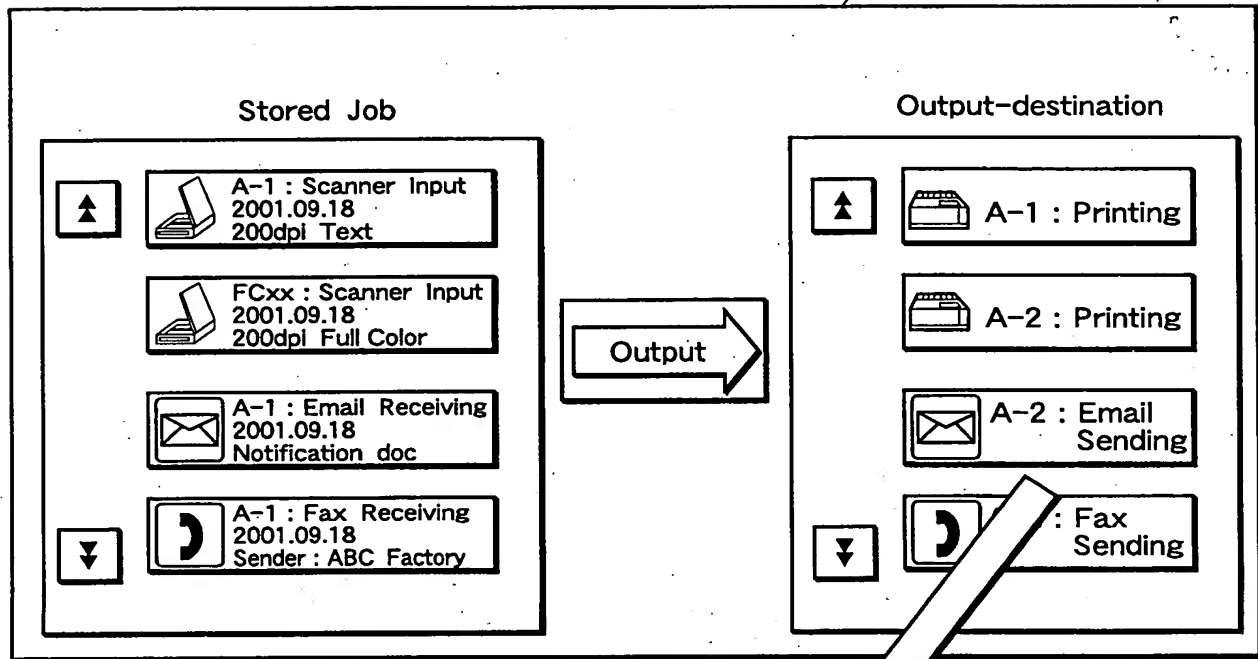 Stored Job
A-1 : Scanner Input
2001.09.18
200dpi Text
FCxx : Scanner Input
2001.09.18
200dpi Full Color
A-1 : Email Receiving
2001.09.18
Notification doc
A-1 : Fax Receiving
2001.09.18
Sender : ABC Factory
Output
Output-destination
A-1 : Printing
A-2 : Printing
A-2 : Email
Sending
: Fax
Sending